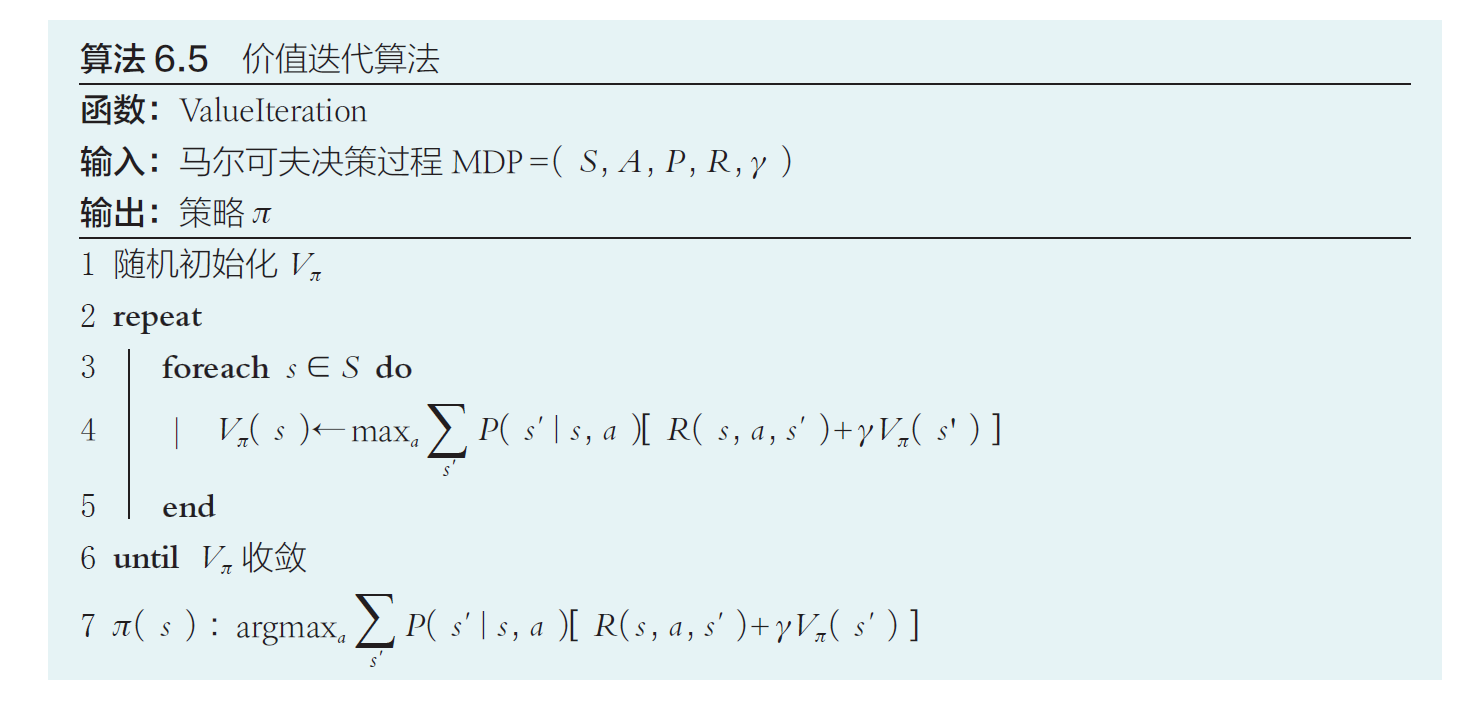 算法 6.5 价值迭代算法
函数：ValueIteration
输入：马尔可夫决策过程 MDP=( S, A, P, R, γ )
输出：策略 π
1 随机初始化 Vπ
2 repeat
3 foreach s ∈ S do
4 | Vπ( s )←maxₐ∑s′ P( s′ | s, a )[ R( s, a, s′ )+γVπ( s' ) ]
5 end
6 until Vπ 收敛
7 π( s ) : argmaxₐ∑s′ P( s′ | s, a )[ R( s, a, s′ )+γVπ( s′ ) ]